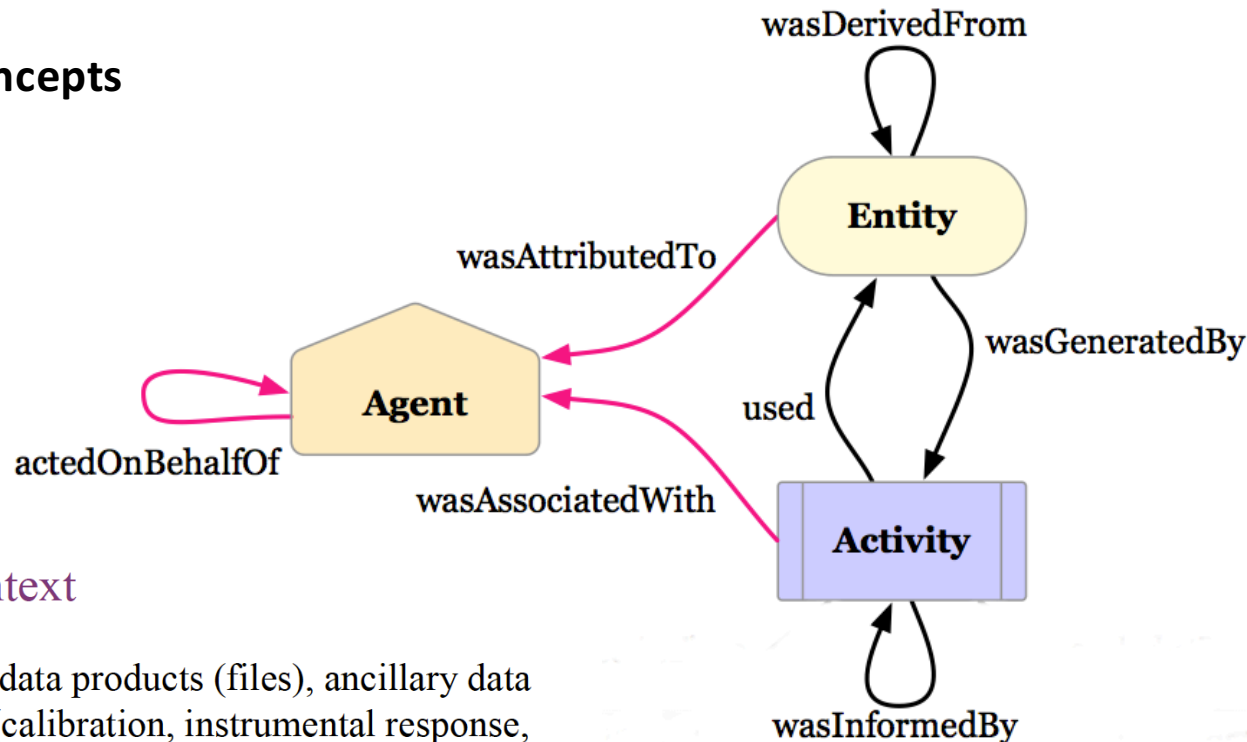 wasDerivedFrom
ncepts
Entity
wasAttributedTo
wasGeneratedBy
Agent
used
actedOnBehalfOf
wasAssociatedWith
Activity
ntext
data products (files), ancillary data
calibration, instrumental response,
wasInformedBy